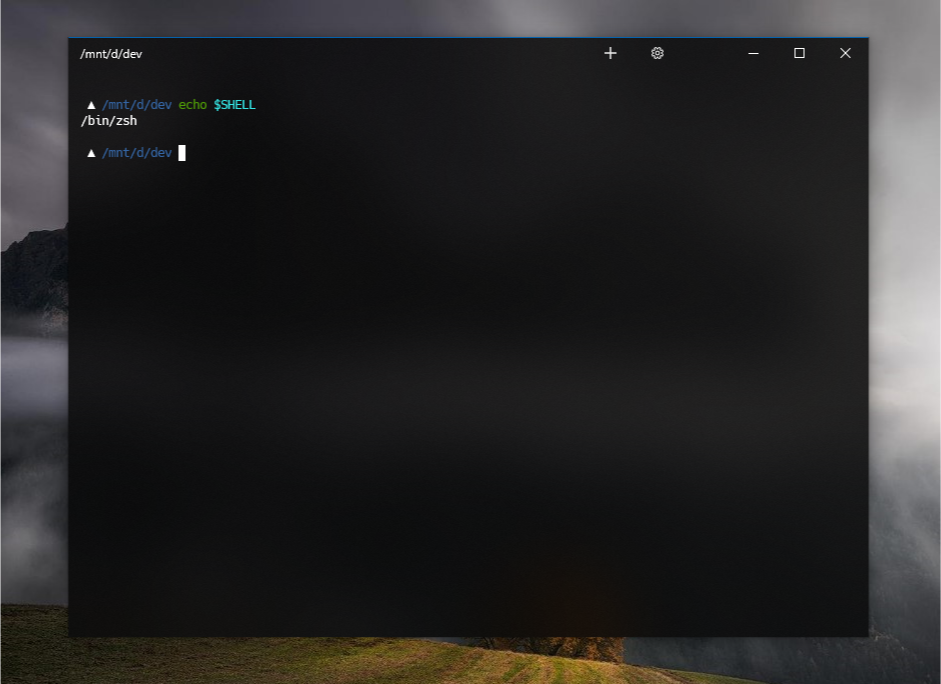 /mnt/d/dev
▲ /mnt/d/dev echo $SHELL
/bin/zsh
▲ /mnt/d/dev